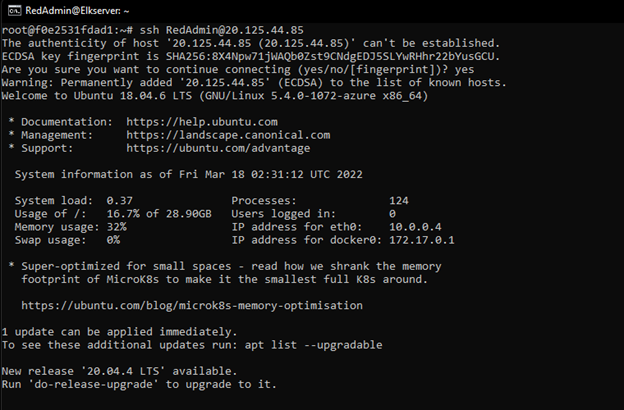 RedAdmin@Elkserver: ~
root@f0e2531fdad1:~# ssh RedAdmin@20.125.44.85
The authenticity of host '20.125.44.85 (20.125.44.85)' can't be established.
ECDSA key fingerprint is SHA256:8X4Npw71jWAQb0Zst9CNdgEDJ5SLYwRHhr22bYusGCU.
Are you sure you want to continue connecting (yes/no/[fingerprint])? yes
Warning: Permanently added '20.125.44.85' (ECDSA) to the list of known hosts.
Welcome to Ubuntu 18.04.6 LTS (GNU/Linux 5.4.0-1072-azure x86_64)
* Documentation:  https://help.ubuntu.com
* Management:     https://landscape.canonical.com
* Support:        https://ubuntu.com/advantage
System information as of Fri Mar 18 02:31:12 UTC 2022
System load:  0.37               Processes:              124
Usage of /:   16.7% of 28.90GB   Users logged in:        0
Memory usage: 32%                IP address for eth0:    10.0.0.4
Swap usage:   0%                 IP address for docker0: 172.17.0.1
* Super-optimized for small spaces - read how we shrank the memory
footprint of MicroK8s to make it the smallest full K8s around.
https://ubuntu.com/blog/microk8s-memory-optimisation
1 update can be applied immediately.
To see these additional updates run: apt list --upgradable
New release '20.04.4 LTS' available.
Run 'do-release-upgrade' to upgrade to it.